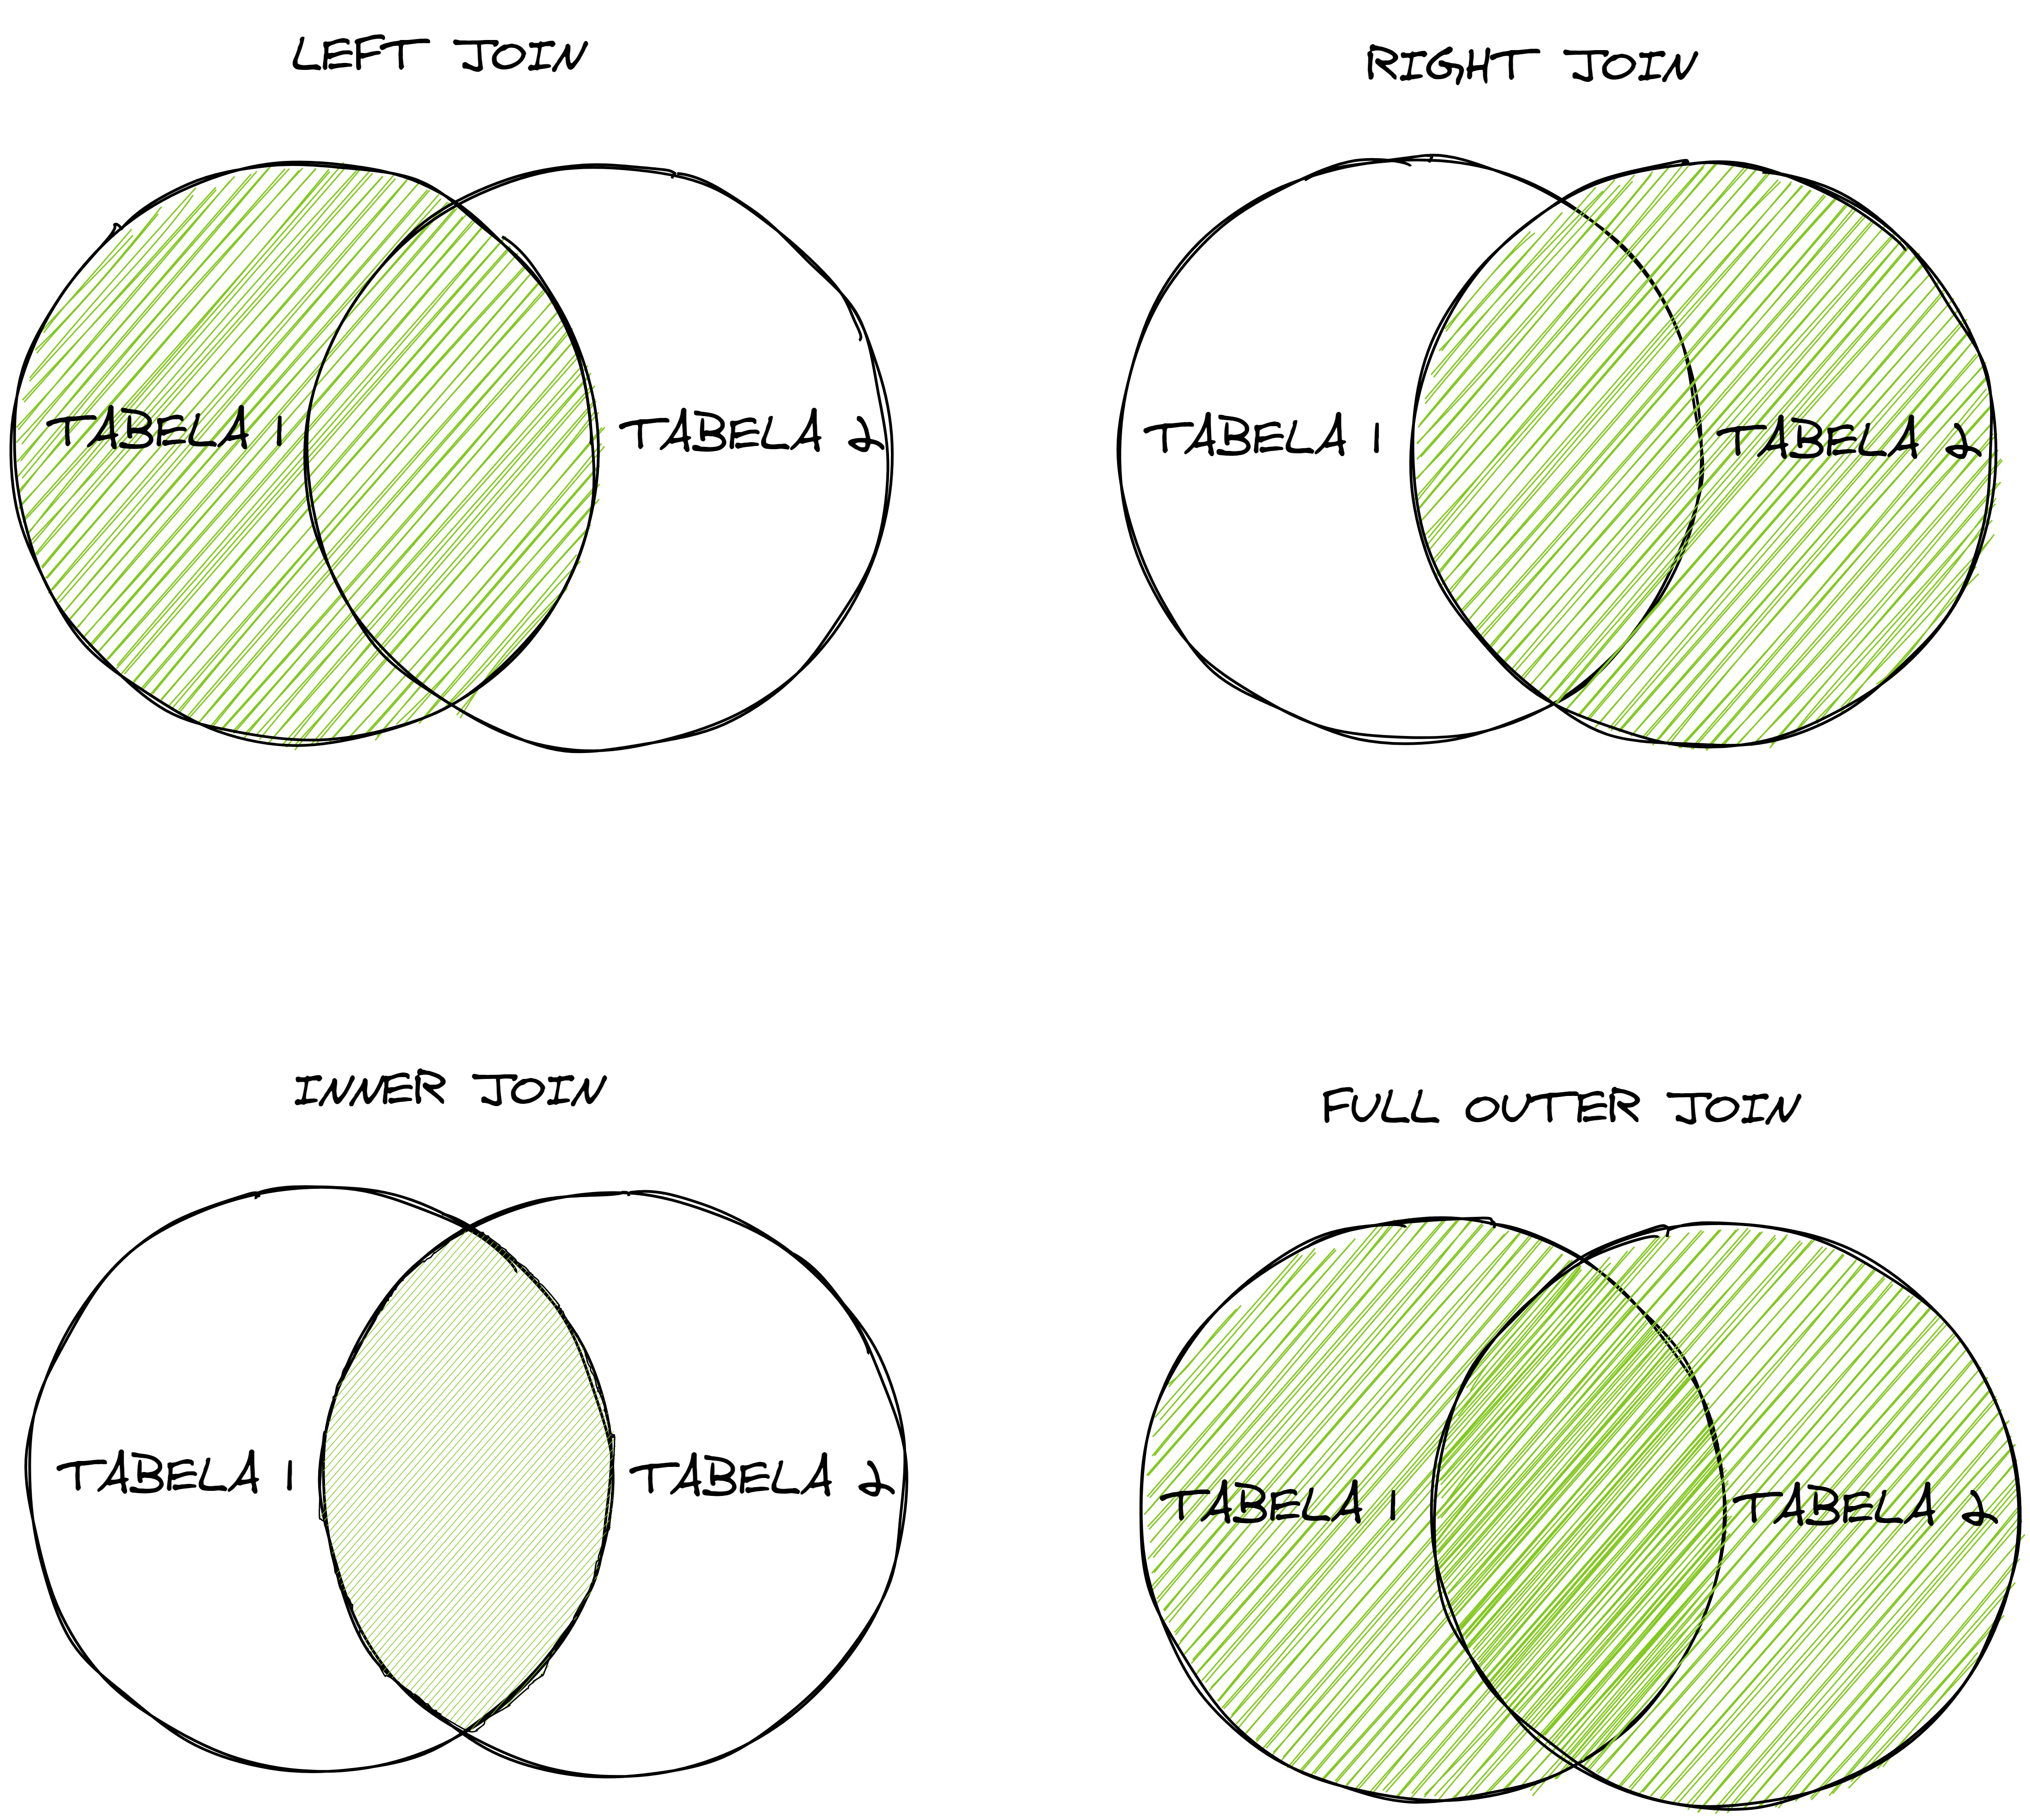 LEFT JOIN
RIGHT JOIN
TABELA 1
TABELA 2
TABELA 1
TABELA 2
INNER JOIN
FULL OUTER JOIN
TABELA 1
TABELA 2
TABELA 1
TABELA 2